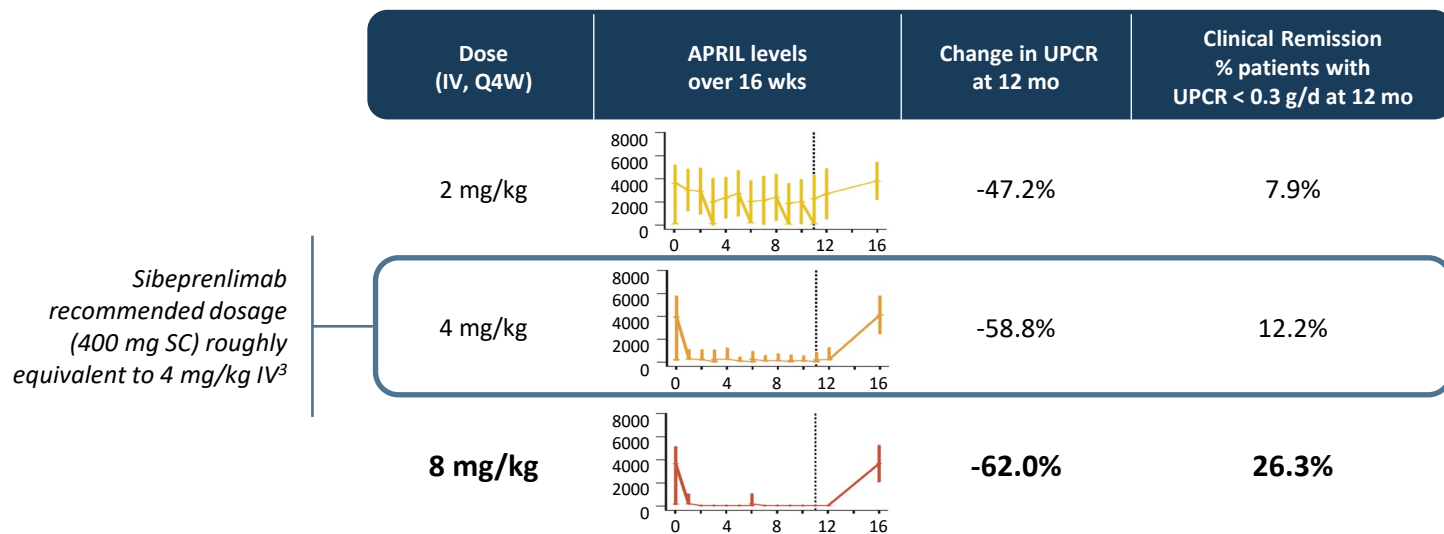 Dose
(IV, Q4W)
APRIL levels
over 16 wks
Change in UPCR
at 12 mo
Clinical Remission
% patients with
UPCR < 0.3 g/d at 12 mo
2 mg/kg
8000
6000
4000
2000
0
0 4 8 12 16
-47.2%
7.9%
Sibeprenlimab
recommended dosage
(400 mg SC) roughly
equivalent to 4 mg/kg IV³
4 mg/kg
8000
6000
4000
2000
0
0 4 8 12 16
-58.8%
12.2%
8 mg/kg
8000
6000
4000
2000
0
0 4 8 12 16
-62.0%
26.3%